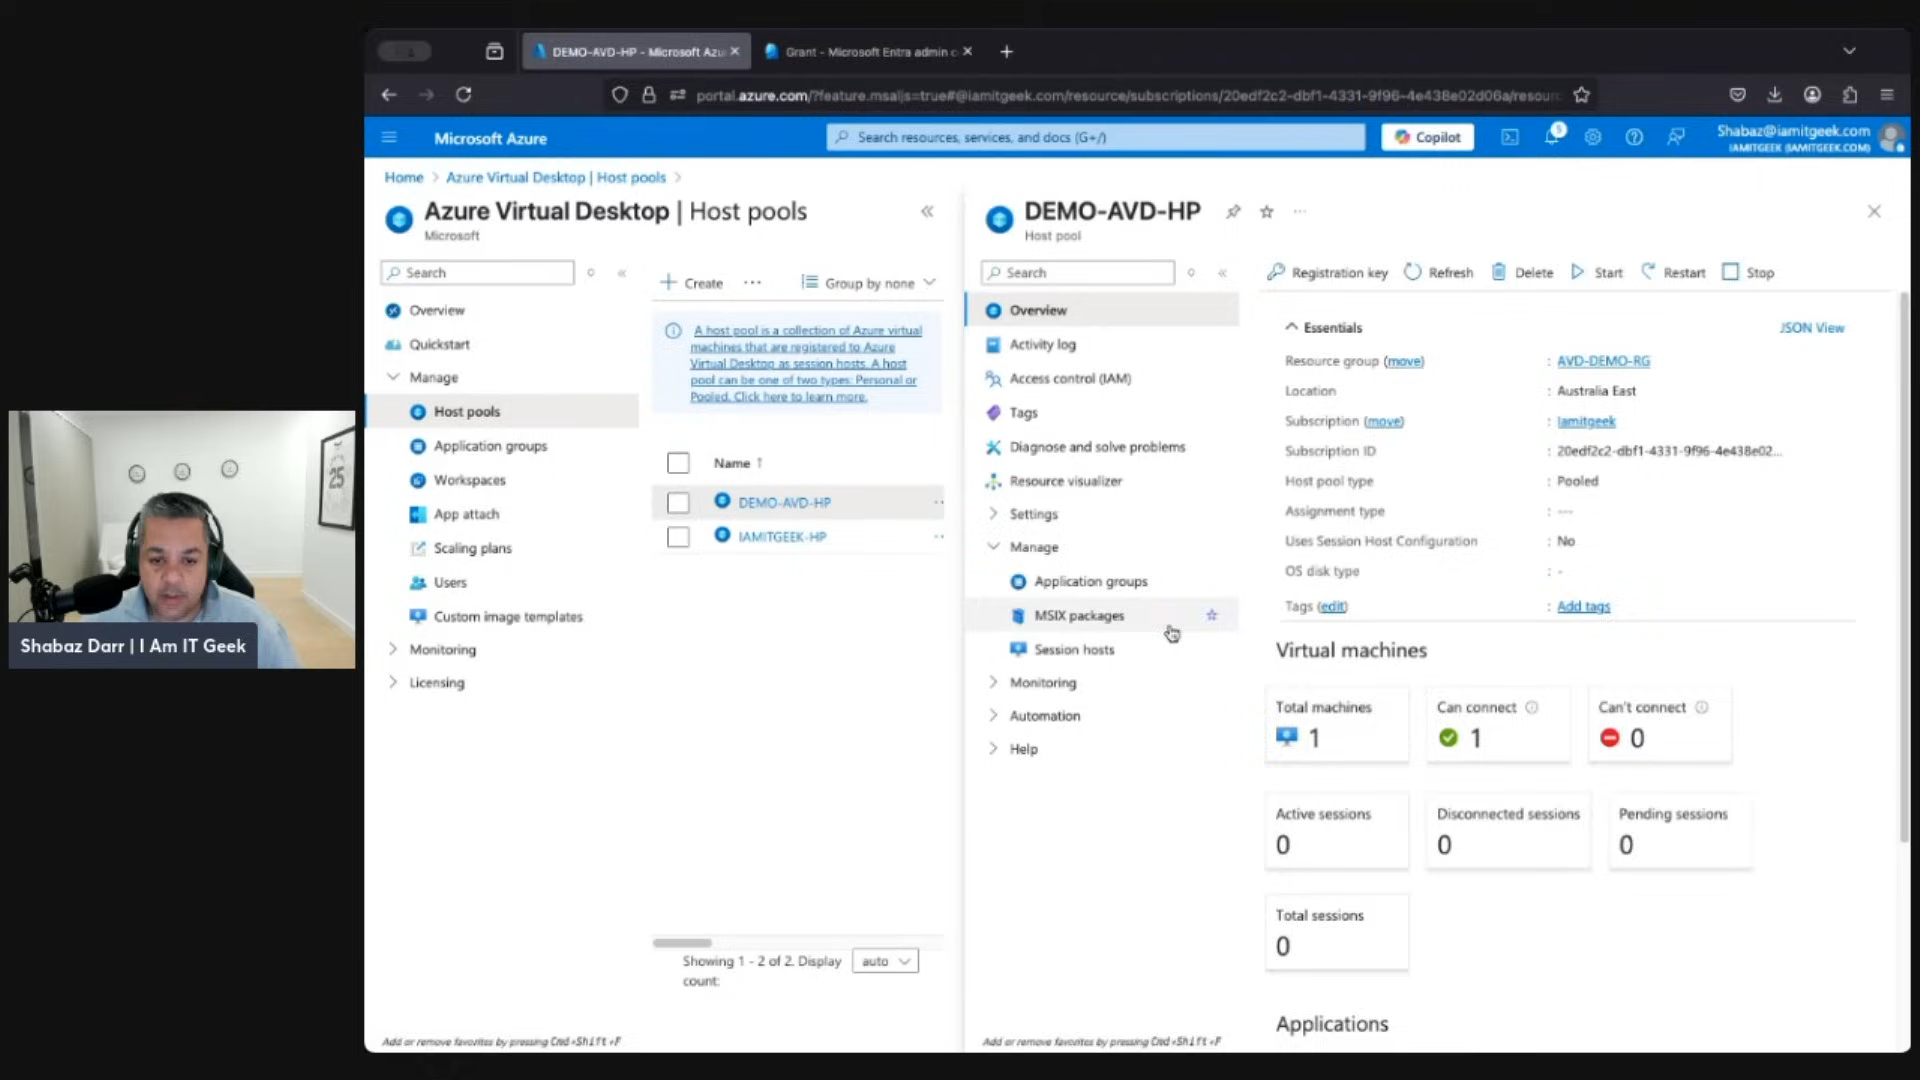 DEMO-AVD-HP - Microsoft Azu
Grant - Microsoft Entra admin c
portal.azure.com/?feature.msaljs=true#@iamitgeek.com/resource/subscriptions/20edf2c2-dbf1-4331-9f96-4e438e02d06a/resour
Microsoft Azure
Search resources, services, and docs (G+/)
Copilot
Shabaz@iamitgeek.com
IAMITGEEK (IAMITGEEK.COM)
Home > Azure Virtual Desktop | Host pools >
Azure Virtual Desktop | Host pools
Microsoft
Search
Overview
Quickstart
Manage
Host pools
Application groups
Workspaces
App attach
Scaling plans
Users
Custom image templates
Monitoring
Licensing
Add or remove favorites by pressing Cmd+Shift+F
Create
Group by none
A host pool is a collection of Azure virtual
machines that are registered to Azure
Virtual Desktop as session hosts. A host
pool can be one of two types: Personal or
Pooled. Click here to learn more.
Name ↑
DEMO-AVD-HP
IAMITGEEK-HP
Showing 1 - 2 of 2. Display
count:
auto
DEMO-AVD-HP
Host pool
Search
Overview
Activity log
Access control (IAM)
Tags
Diagnose and solve problems
Resource visualizer
Settings
Manage
Application groups
MSIX packages
Session hosts
Monitoring
Automation
Help
Add or remove favorites by pressing Cmd+Shift+F
Registration key Refresh Delete Start Restart Stop
Essentials
JSON View
Resource group (move) : AVD-DEMO-RG
Location : Australia East
Subscription (move) : Iamitgeek
Subscription ID : 20edf2c2-dbf1-4331-9f96-4e438e02...
Host pool type : Pooled
Assignment type : ---
Uses Session Host Configuration : No
OS disk type : -
Tags (edit) : Add tags
Virtual machines
Total machines
1
Can connect
1
Can't connect
0
Active sessions
0
Disconnected sessions
0
Pending sessions
0
Total sessions
0
Applications
25
Shabaz Darr | I Am IT Geek